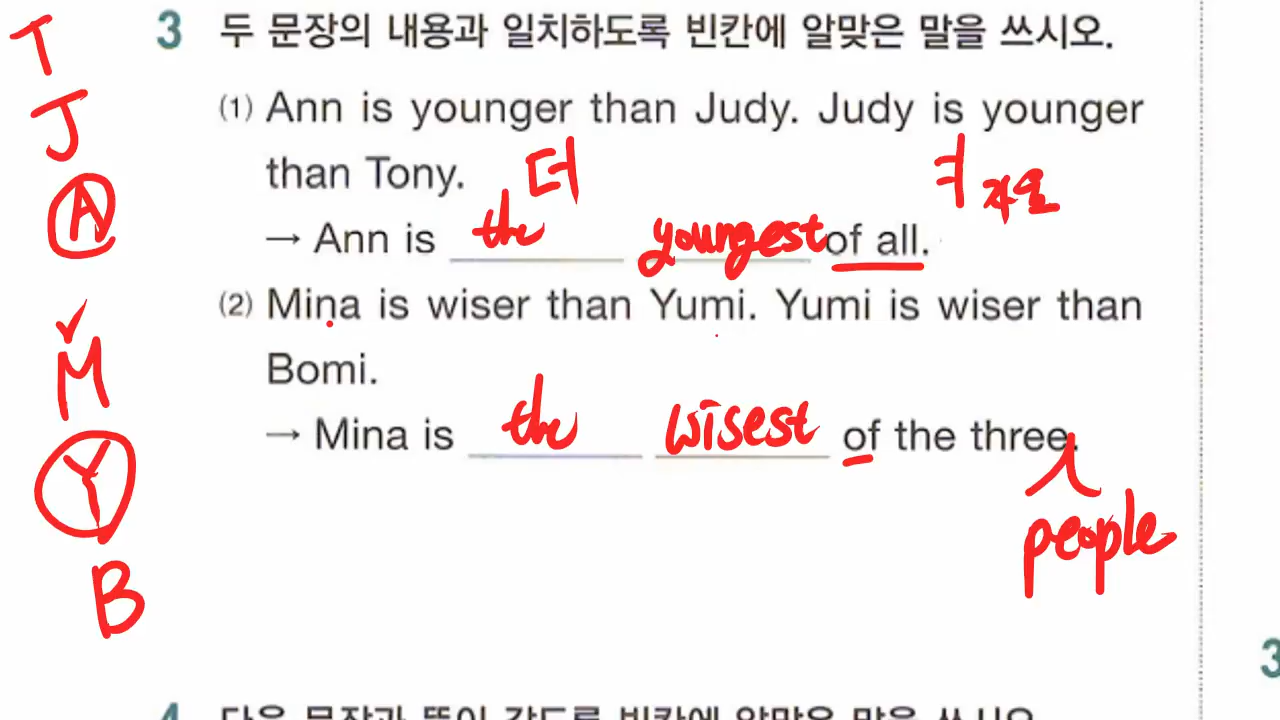 T
3 두 문장의 내용과 일치하도록 빈칸에 알맞은 말을 쓰시오.
J
(1) Ann is younger than Judy. Judy is younger
than Tony.
더
A
→ Ann is the youngest of all.
(2) Mina is wiser than Yumi. Yumi is wiser than
M
Bomi.
→ Mina is the wisest of the three.
Y
people
B
3